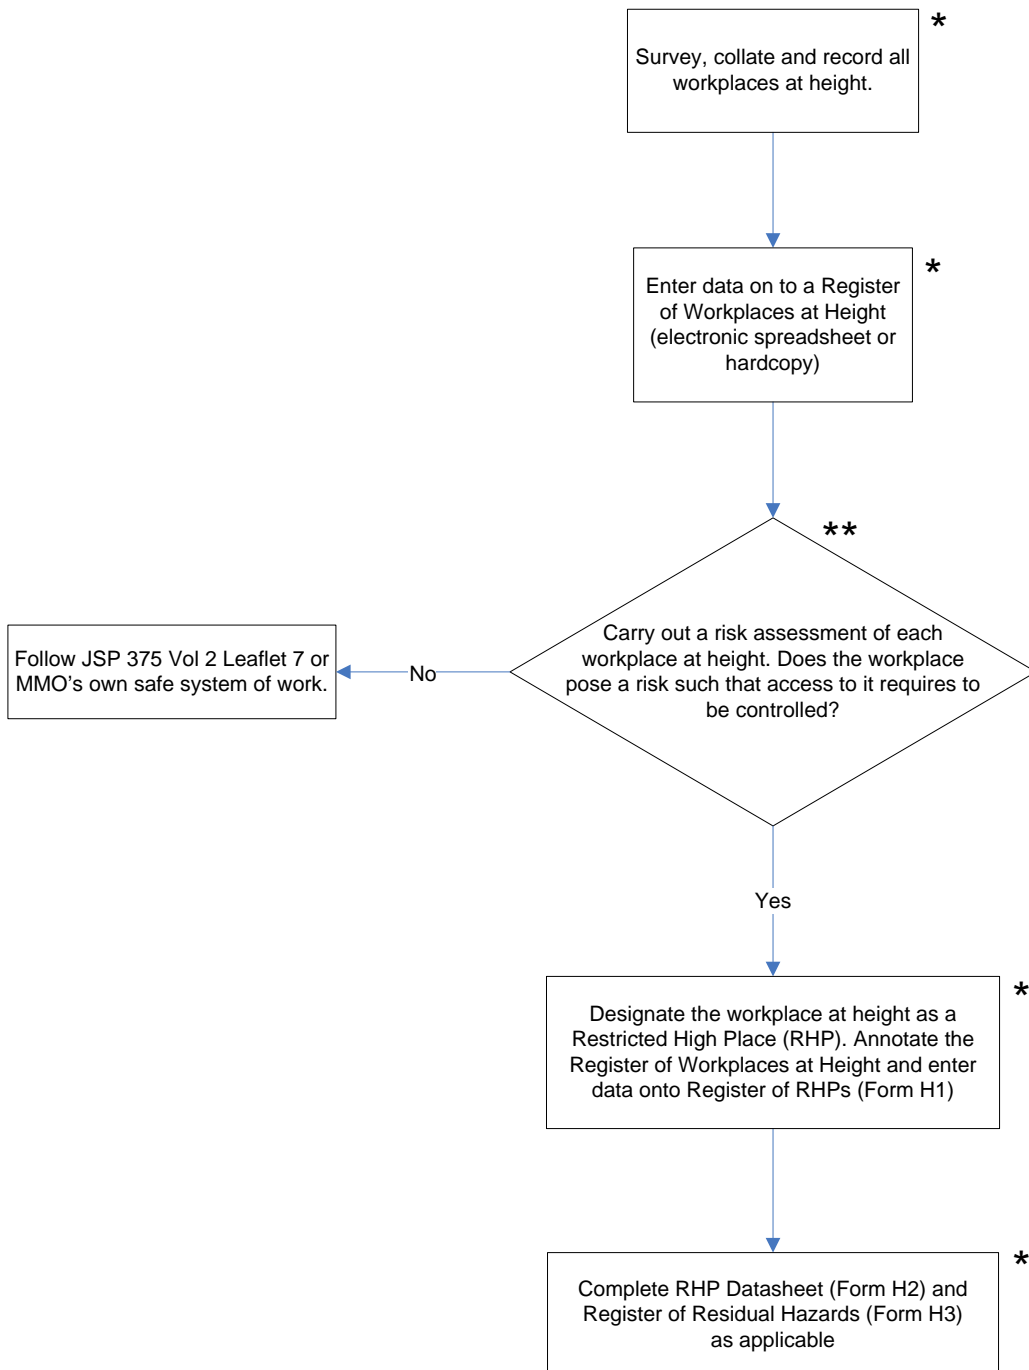 *
Survey, collate and record all
workplaces at height.
*
Enter data on to a Register
of Workplaces at Height
(electronic spreadsheet or
hardcopy)
**
Carry out a risk assessment of each
workplace at height. Does the workplace
pose a risk such that access to it requires to
be controlled?
No
Follow JSP 375 Vol 2 Leaflet 7 or
MMO’s own safe system of work.
Yes
*
Designate the workplace at height as a
Restricted High Place (RHP). Annotate the
Register of Workplaces at Height and enter
data onto Register of RHPs (Form H1)
*
Complete RHP Datasheet (Form H2) and
Register of Residual Hazards (Form H3)
as applicable